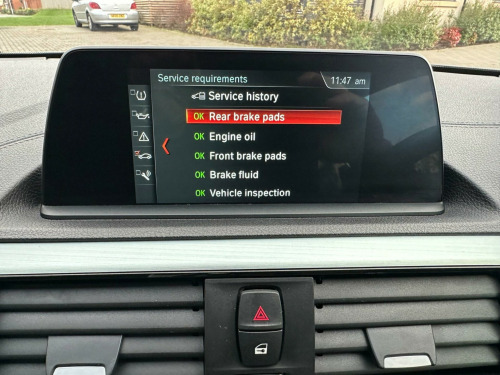 Service requirements 11:47 am
Service history
OK Rear brake pads
OK Engine oil
OK Front brake pads
OK Brake fluid
OK Vehicle inspection